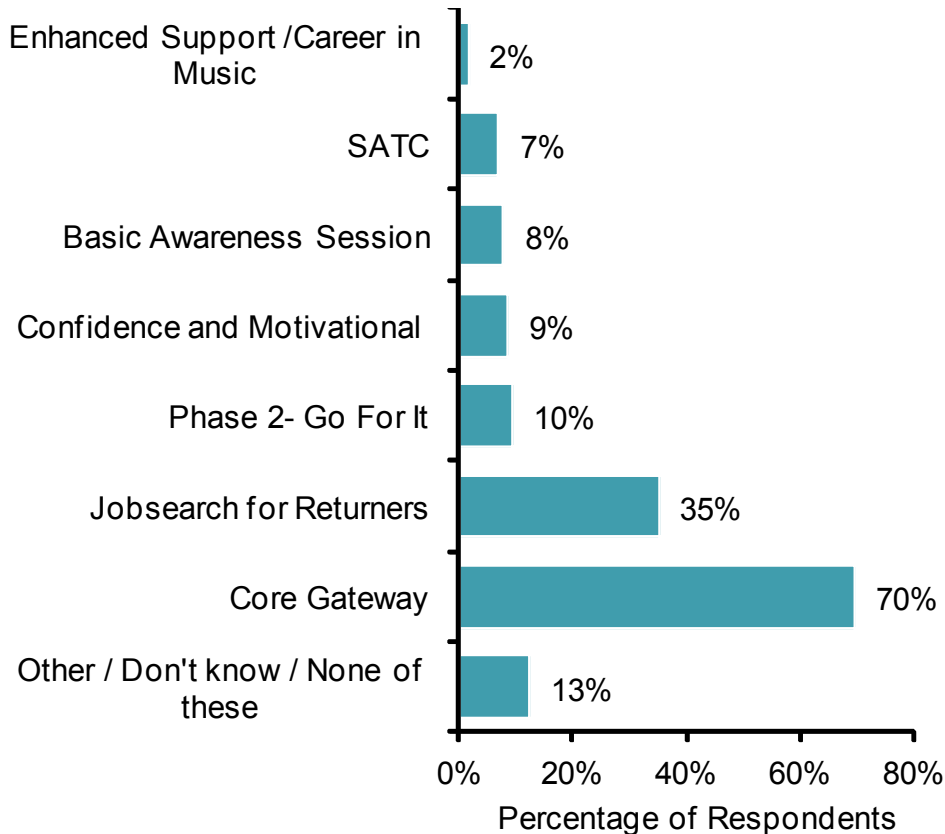 Enhanced Support /Career in
Music
2%
SATC
7%
Basic Awareness Session
8%
Confidence and Motivational
9%
Phase 2- Go For It
10%
Jobsearch for Returners
35%
Core Gateway
70%
Other / Don't know / None of
these
13%
0% 20% 40% 60% 80%
Percentage of Respondents